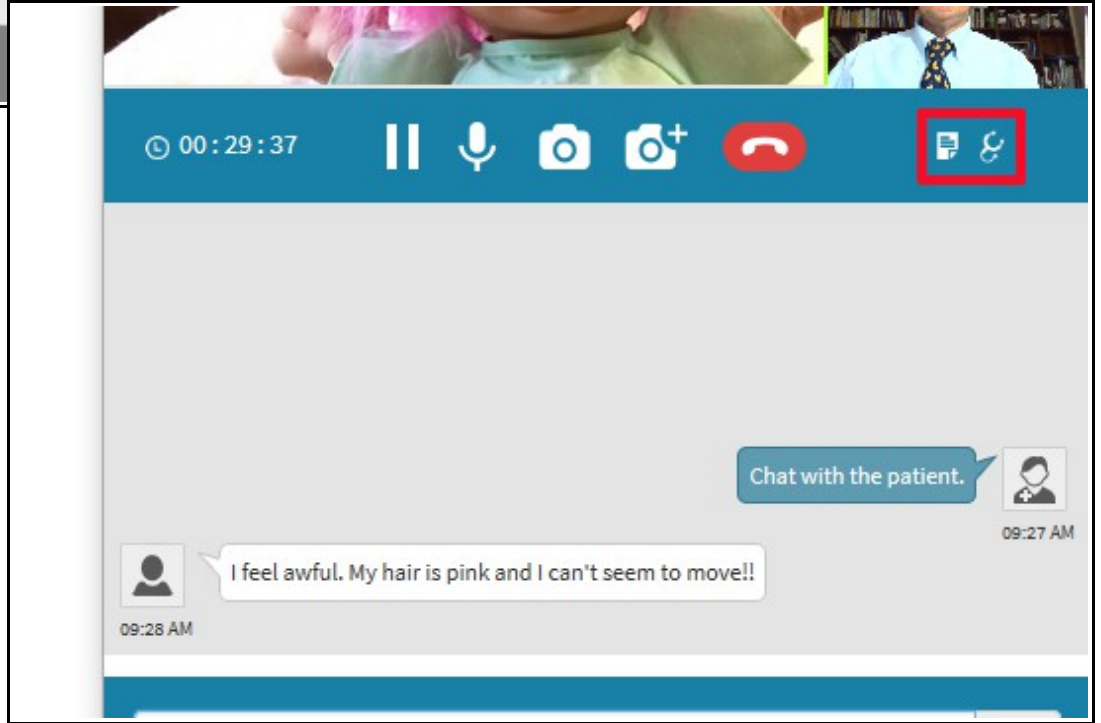 00:29:37
Chat with the patient.
09:27 AM
I feel awful. My hair is pink and I can't seem to move!!
09:28 AM